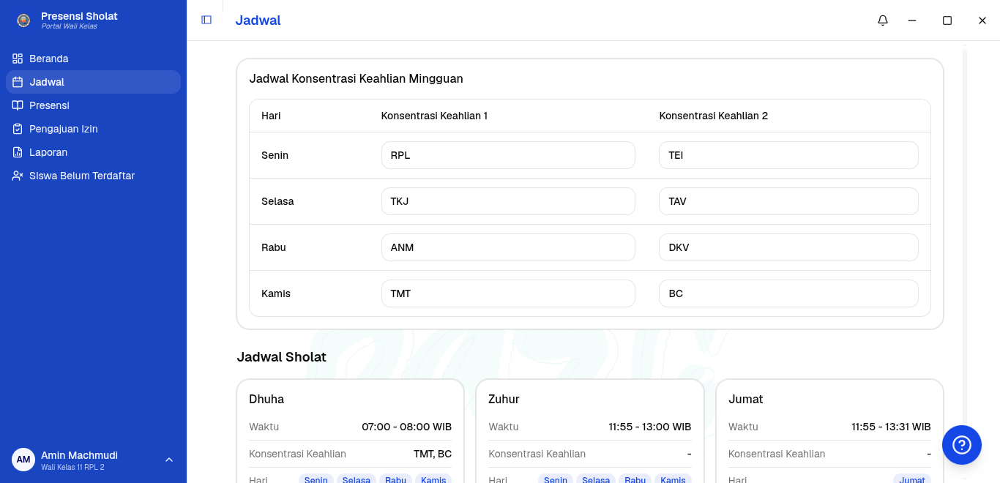 Presensi Sholat
Portal Wali Kelas
Beranda
Jadwal
Presensi
Pengajuan Izin
Laporan
Siswa Belum Terdaftar
AM
Amin Machmudi
Wali Kelas 11 RPL 2
Jadwal
Jadwal Konsentrasi Keahlian Mingguan
Hari Konsentrasi Keahlian 1 Konsentrasi Keahlian 2
Senin RPL TEI
Selasa TKJ TAV
Rabu ANM DKV
Kamis TMT BC
Jadwal Sholat
Dhuha
Waktu 07:00 - 08:00 WIB
Konsentrasi Keahlian TMT, BC
Hari Senin Selasa Rabu Kamis
Zuhur
Waktu 11:55 - 13:00 WIB
Konsentrasi Keahlian -
Hari Senin Selasa Rabu Kamis
Jumat
Waktu 11:55 - 13:31 WIB
Konsentrasi Keahlian -
Hari Jumat